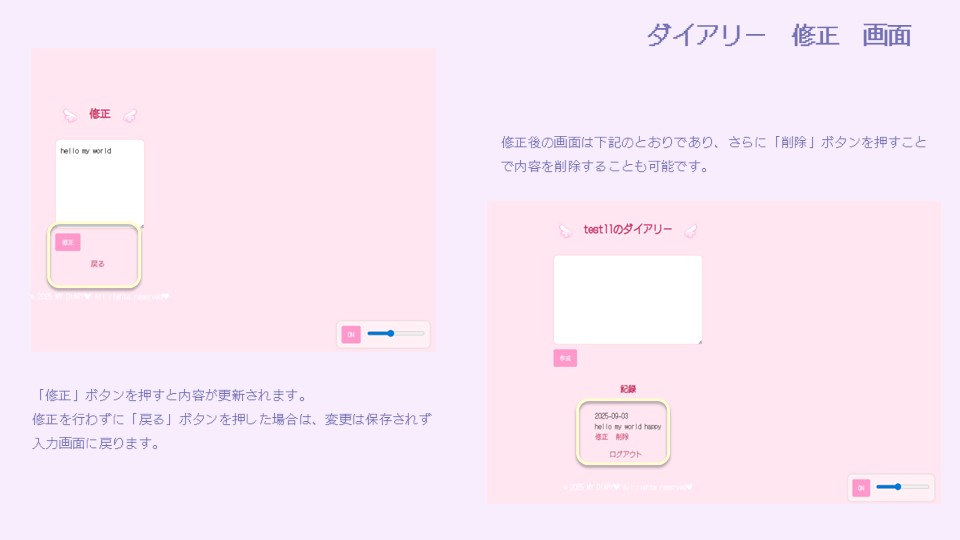 ダイアリー　修正　画面
修正
hello my world
修正
戻る
ON
「修正」ボタンを押すと内容が更新されます。
修正を行わずに「戻る」ボタンを押した場合は、変更は保存されず
入力画面に戻ります。
修正後の画面は下記のとおりであり、さらに「削除」ボタンを押すこと
で内容を削除することも可能です。
test11のダイアリー
作成
記録
2025-09-03
hello my world happy
修正　削除
ログアウト
ON